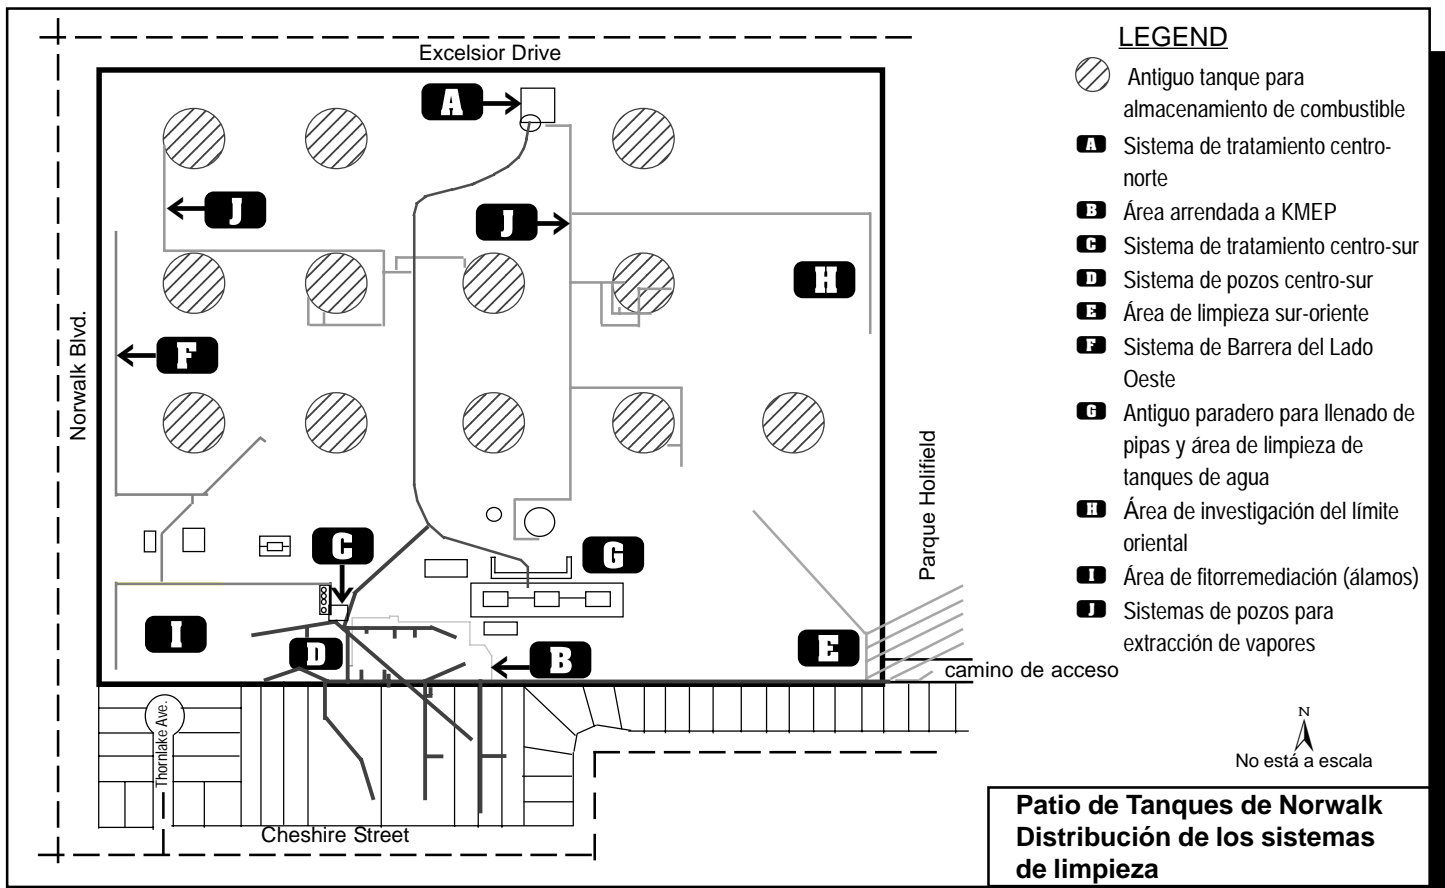 Excelsior Drive
A
J
J
H
F
Norwalk Blvd.
Parque Holifield
C
G
I
D
B
E
camino de acceso
Thornlake Ave.
Cheshire Street
LEGEND
Antiguo tanque para
almacenamiento de combustible
A Sistema de tratamiento centro-
norte
B Área arrendada a KMEP
C Sistema de tratamiento centro-sur
D Sistema de pozos centro-sur
E Área de limpieza sur-oriente
F Sistema de Barrera del Lado
Oeste
G Antiguo paradero para llenado de
pipas y área de limpieza de
tanques de agua
H Área de investigación del límite
oriental
I Área de fitorremediación (álamos)
J Sistemas de pozos para
extracción de vapores
N
No está a escala
Patio de Tanques de Norwalk
Distribución de los sistemas
de limpieza